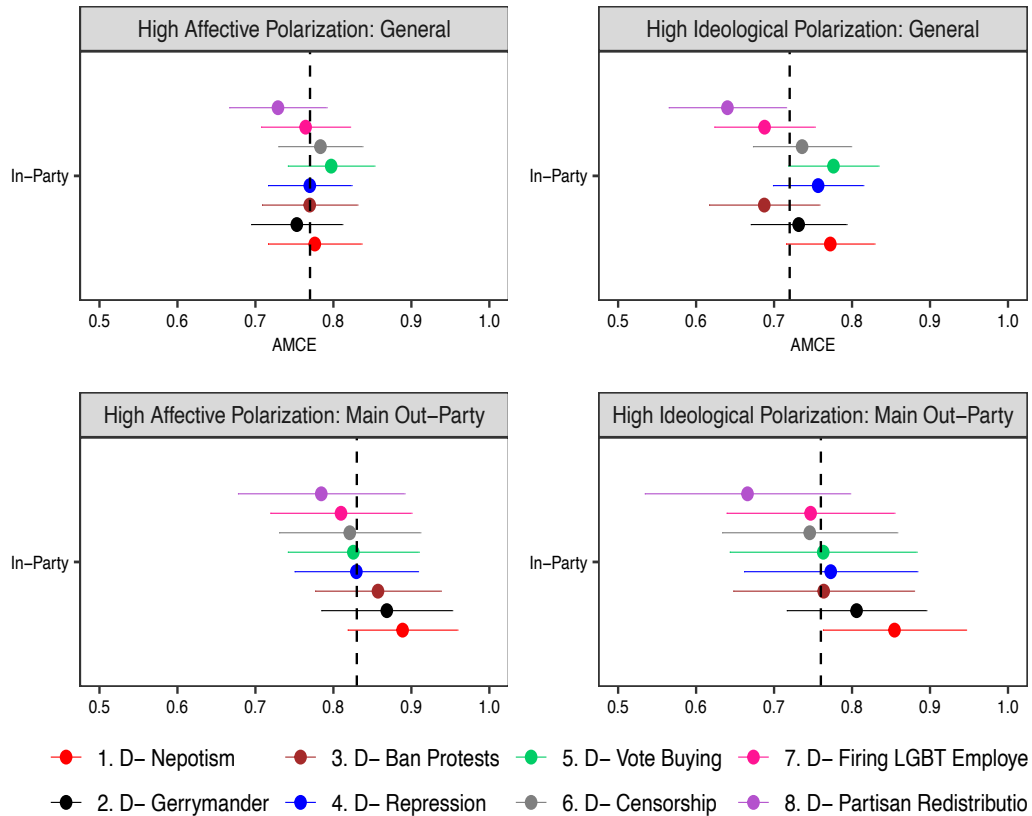 High Affective Polarization: General
High Ideological Polarization: General
In−Party
In−Party
0.5 0.6 0.7 0.8 0.9 1.0
0.5 0.6 0.7 0.8 0.9 1.0
AMCE
AMCE
High Affective Polarization: Main Out−Party
High Ideological Polarization: Main Out−Party
In−Party
In−Party
0.5 0.6 0.7 0.8 0.9 1.0
0.5 0.6 0.7 0.8 0.9 1.0
1. D− Nepotism 3. D− Ban Protests 5. D− Vote Buying 7. D− Firing LGBT Employe
2. D− Gerrymander 4. D− Repression 6. D− Censorship 8. D− Partisan Redistributio